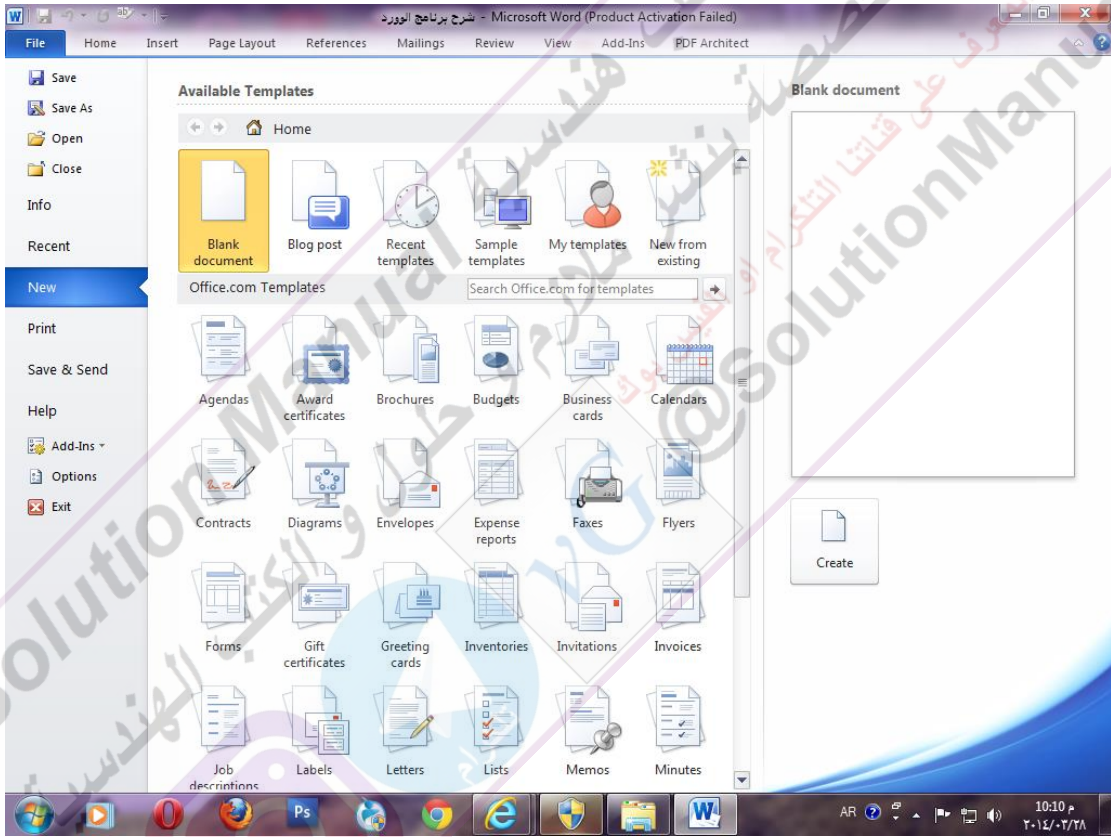 شرح برنامج الوورد - Microsoft Word (Product Activation Failed)
File Home Insert Page Layout References Mailings Review View Add-Ins PDF Architect
Save
Save As
Open
Close
Info
Recent
New
Print
Save & Send
Help
Add-Ins
Options
Exit
Available Templates
Home
Blank document
Blog post
Recent templates
Sample templates
My templates
New from existing
Office.com Templates
Search Office.com for templates
Agendas
Award certificates
Brochures
Budgets
Business cards
Calendars
Contracts
Diagrams
Envelopes
Expense reports
Faxes
Flyers
Forms
Gift certificates
Greeting cards
Inventories
Invitations
Invoices
Job descriptions
Labels
Letters
Lists
Memos
Minutes
Blank document
Create
@SolutionManual
Ps
AR
10:10 م
٢٠١٤/٠٣/٢٨